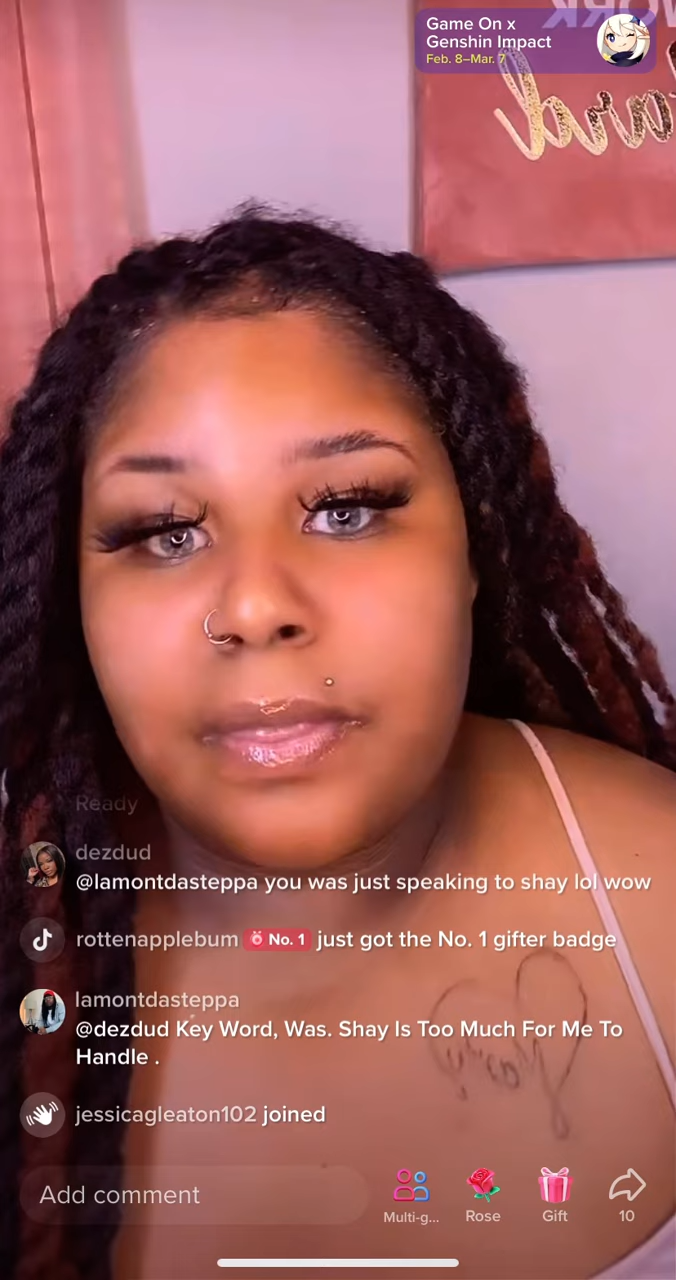 Game On x
Genshin Impact
Feb. 8–Mar. 7
WORK
Hard
Ready
dezdud
@lamontdasteppa you was just speaking to shay lol wow
rottenapplebum No. 1 just got the No. 1 gifter badge
lamontdasteppa
@dezdud Key Word, Was. Shay Is Too Much For Me To
Handle .
jessicagleaton102 joined
Add comment
Multi-g...
Rose
Gift
10